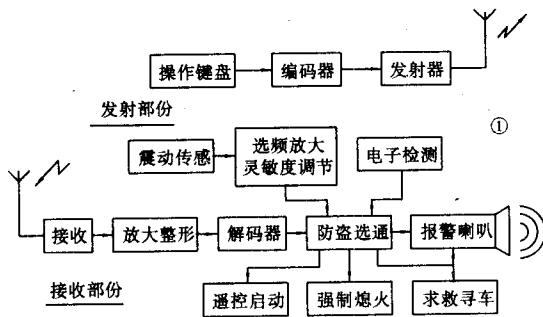 操作键盘
编码器
发射器
发射部份
①
震动传感
选频放大
灵敏度调节
电子检测
接收
放大整形
解码器
防盗选通
报警喇叭
接收部份
遥控启动
强制熄火
求救寻车